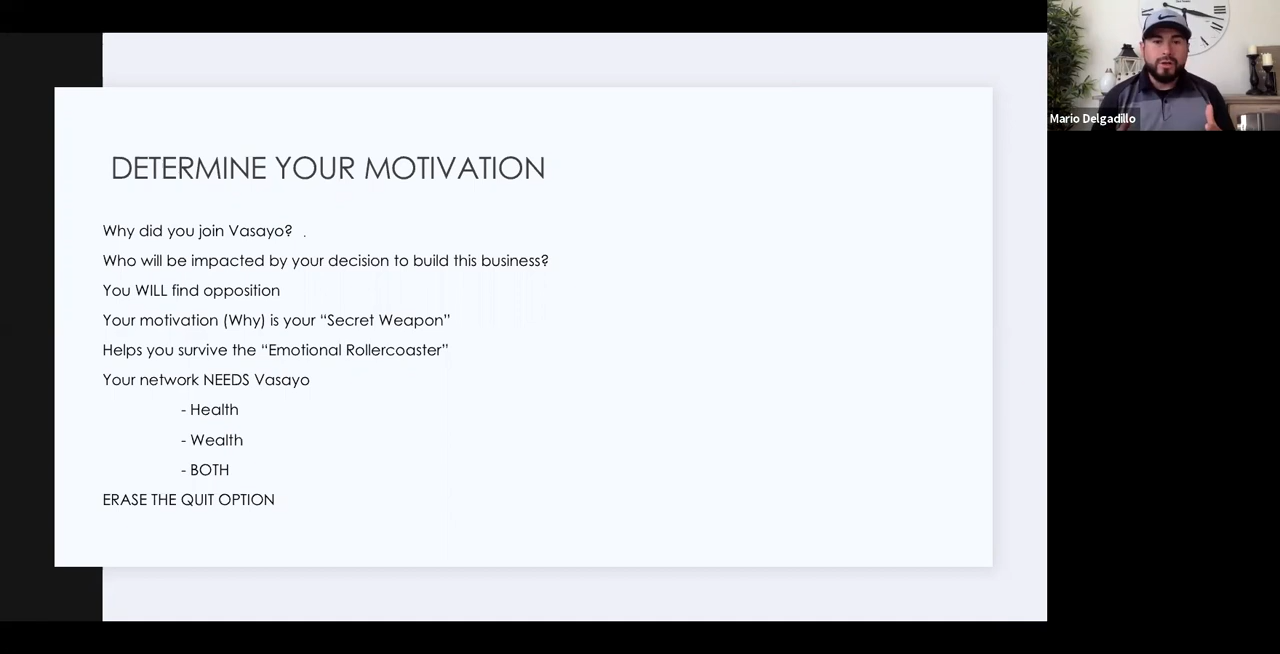 DETERMINE YOUR MOTIVATION
Why did you join Vasayo? .
Who will be impacted by your decision to build this business?
You WILL find opposition
Your motivation (Why) is your “Secret Weapon”
Helps you survive the “Emotional Rollercoaster”
Your network NEEDS Vasayo
- Health
- Wealth
- BOTH
ERASE THE QUIT OPTION
Mario Delgadillo